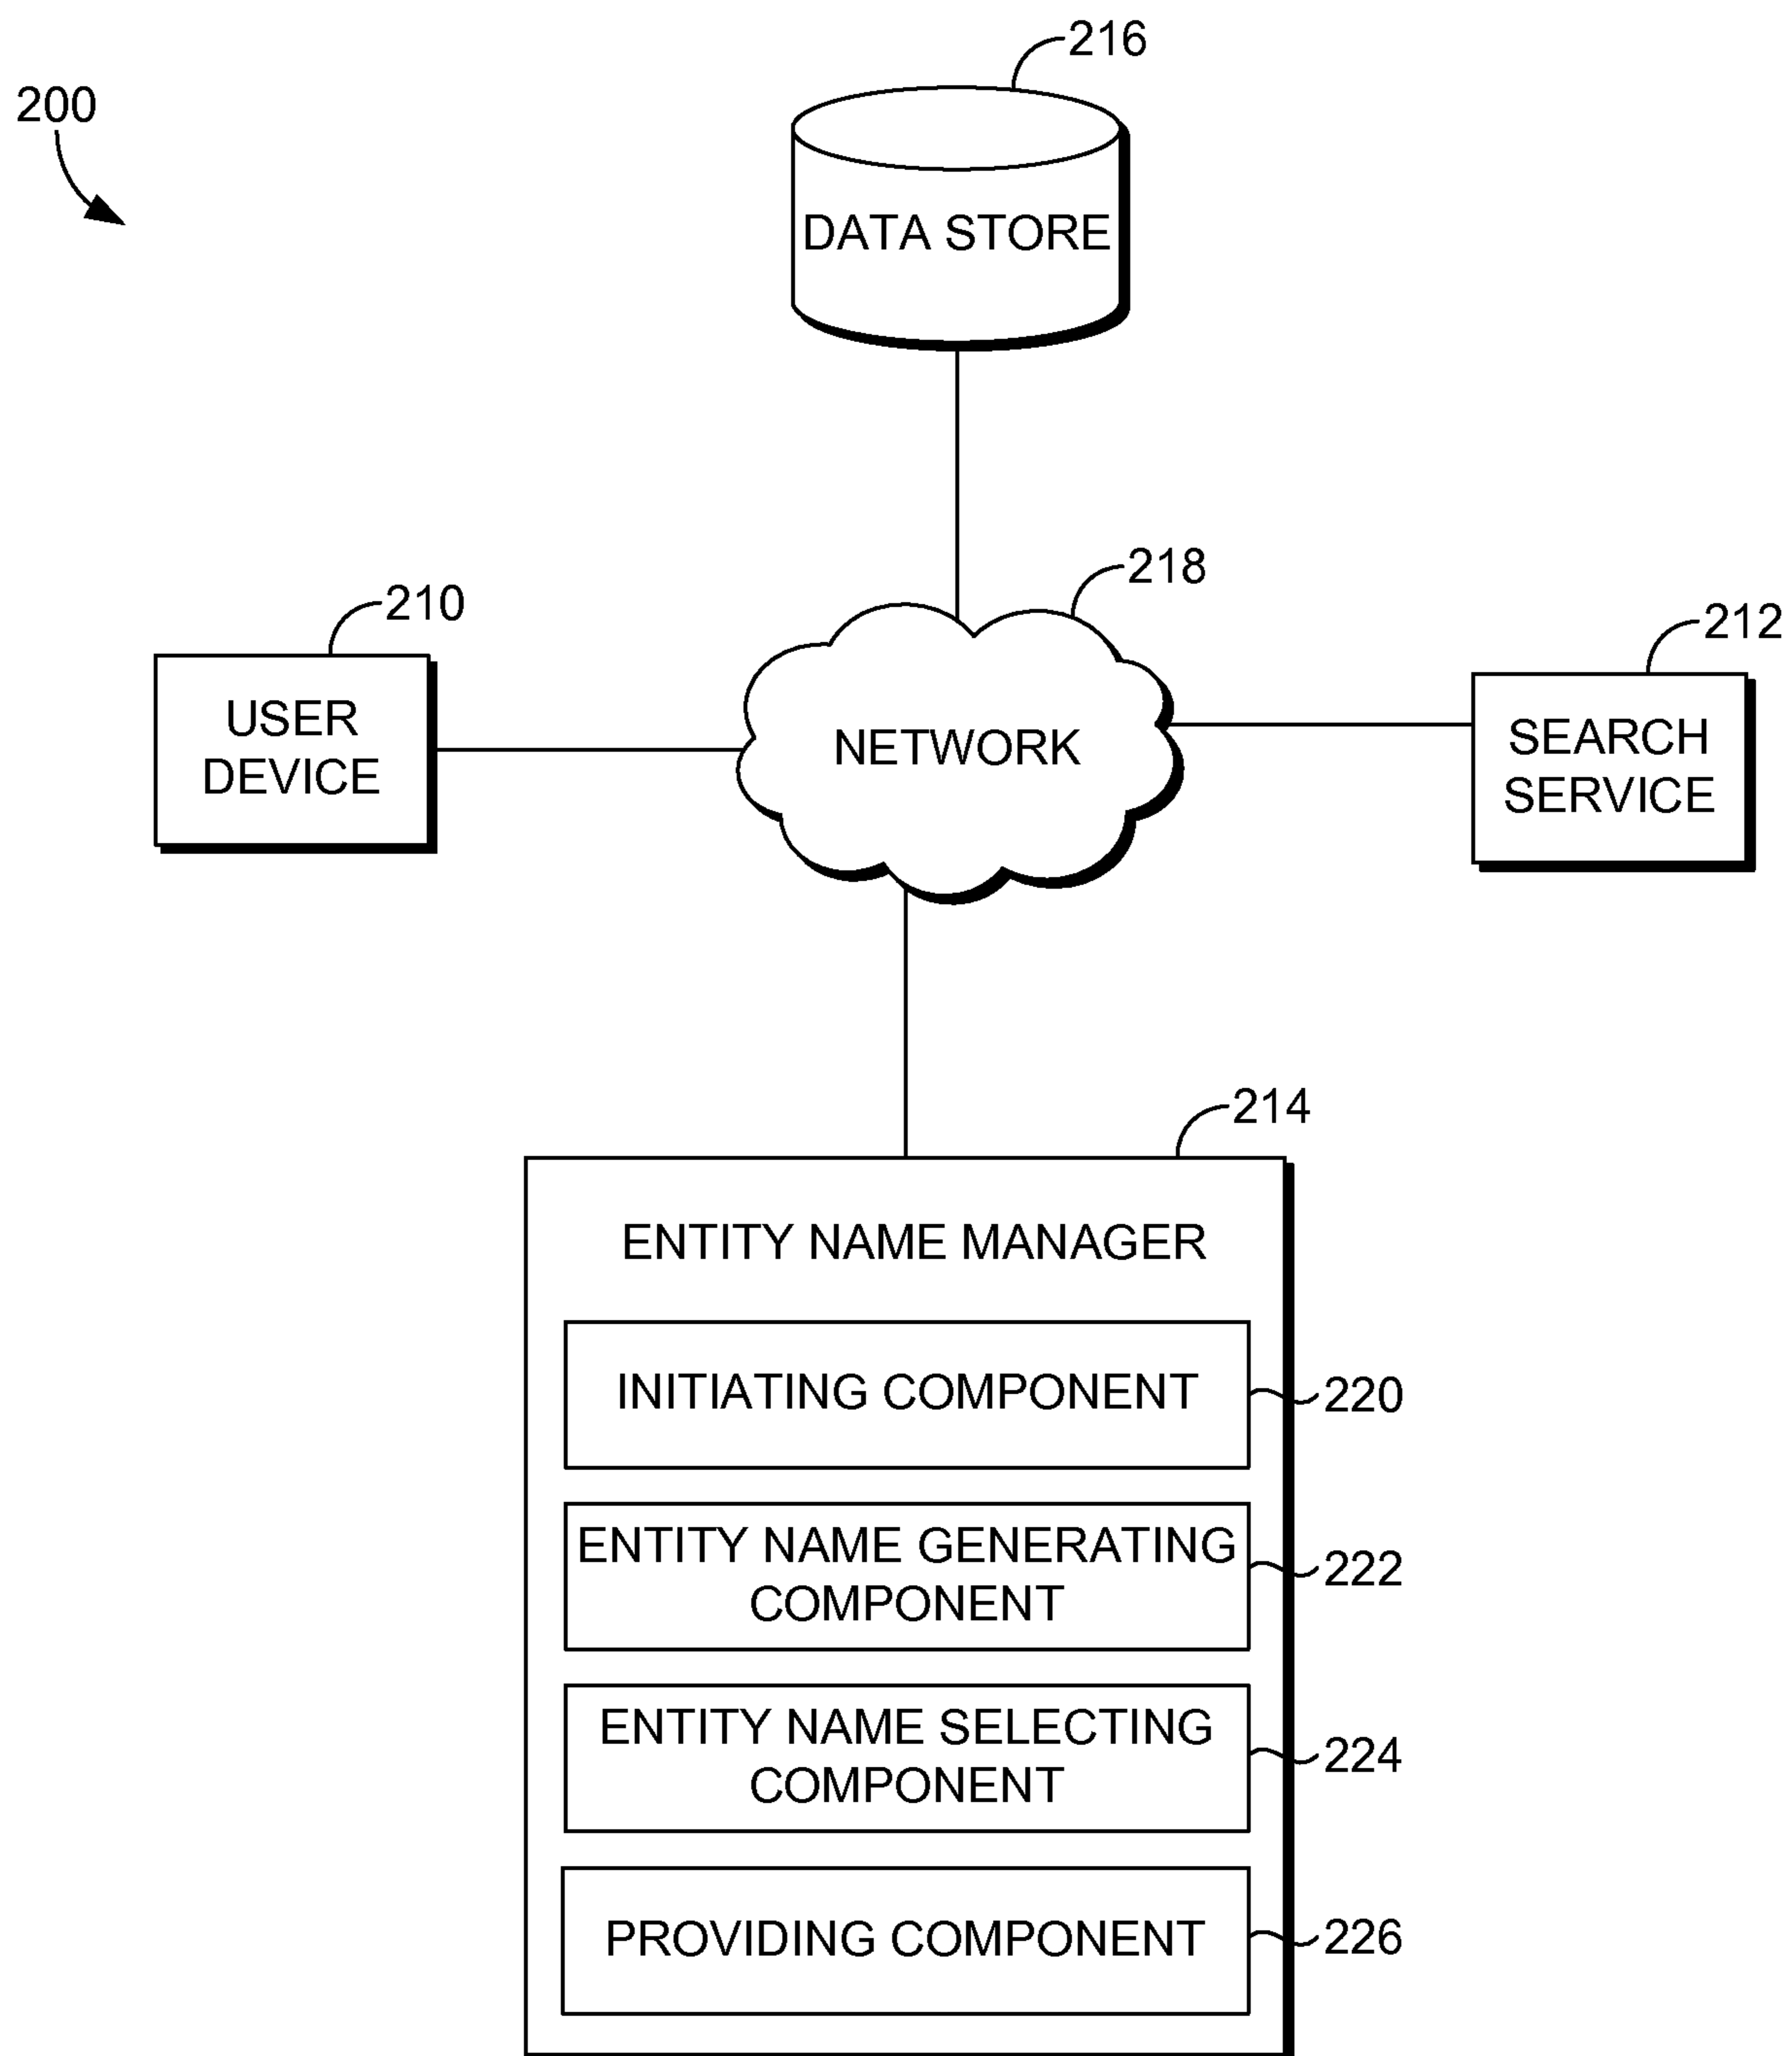 216
200
DATA STORE
218
210
212
USER
DEVICE
NETWORK
SEARCH
SERVICE
214
ENTITY NAME MANAGER
INITIATING COMPONENT
220
ENTITY NAME GENERATING
COMPONENT
222
ENTITY NAME SELECTING
COMPONENT
224
PROVIDING COMPONENT
226